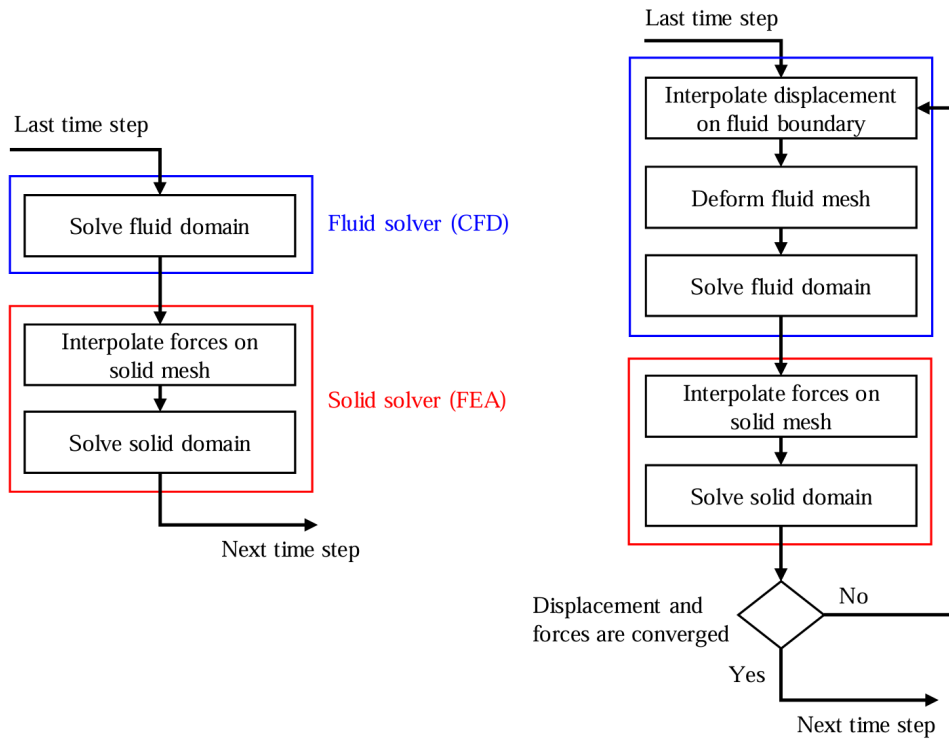 Last time step
Solve fluid domain
Fluid solver (CFD)
Interpolate forces on
solid mesh
Solid solver (FEA)
Solve solid domain
Next time step
Last time step
Interpolate displacement
on fluid boundary
Deform fluid mesh
Solve fluid domain
Interpolate forces on
solid mesh
Solve solid domain
Displacement and
forces are converged
No
Yes
Next time step